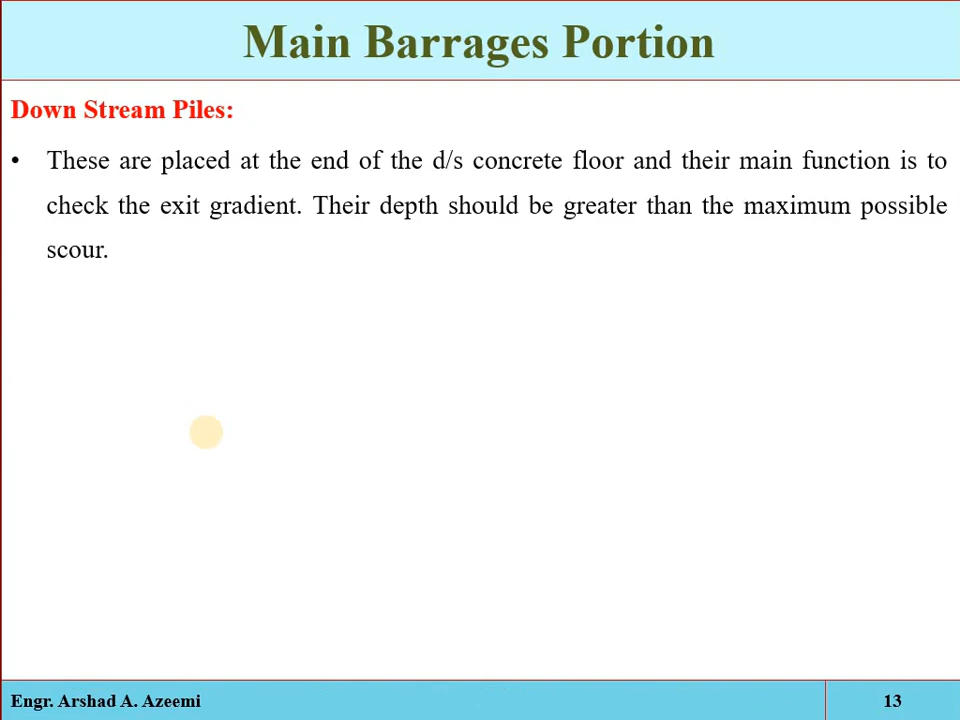 Main Barrages Portion
Down Stream Piles:
• These are placed at the end of the d/s concrete floor and their main function is to
check the exit gradient. Their depth should be greater than the maximum possible
scour.
Engr. Arshad A. Azeemi
13